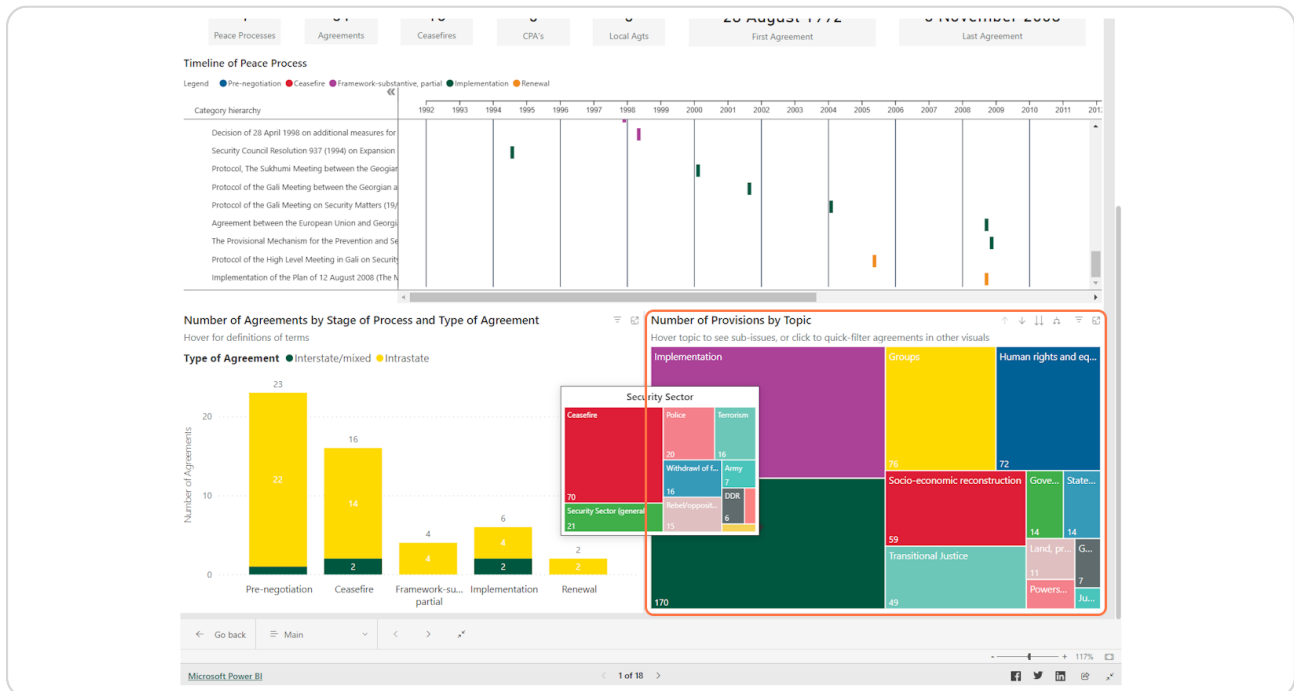 28 August 1992
3 November 2008
Peace Processes
Agreements
Ceasefires
CPA's
Local Agts
First Agreement
Last Agreement
Timeline of Peace Process
Legend Pre-negotiation Ceasefire Framework-substantive, partial Implementation Renewal
Category hierarchy
1992 1993 1994 1995 1996 1997 1998 1999 2000 2001 2002 2003 2004 2005 2006 2007 2008 2009 2010 2011 201
Decision of 28 April 1998 on additional measures for
Security Council Resolution 937 (1994) on Expansion
Protocol, The Sukhumi Meeting between the Geogian
Protocol of the Gali Meeting between the Georgian a
Protocol of the Gali Meeting on Security Matters (19/
Agreement between the European Union and Georgi
The Provisional Mechanism for the Prevention and Se
Protocol of the High Level Meeting in Gali on Security
Implementation of the Plan of 12 August 2008 (The M
Number of Agreements by Stage of Process and Type of Agreement
Hover for definitions of terms
Type of Agreement Interstate/mixed Intrastate
Number of Agreements
20
10
0
23
22
16
14
2
4
4
6
4
2
2
2
Pre-negotiation
Ceasefire
Framework-su...
partial
Implementation
Renewal
Number of Provisions by Topic
Hover topic to see sub-issues, or click to quick-filter agreements in other visuals
Implementation
Groups
76
Human rights and eq...
72
170
Socio-economic reconstruction
59
Gove...
14
State...
14
Transitional Justice
49
Land, pr...
11
G...
7
Powers...
Ju...
Security Sector
Ceasefire
70
Police
20
Terrorism
16
Withdrawl of f...
16
Army
7
Security Sector (general
21
Rebel/opposit...
15
DDR
6
Go back
Main
117%
Microsoft Power BI
1 of 18